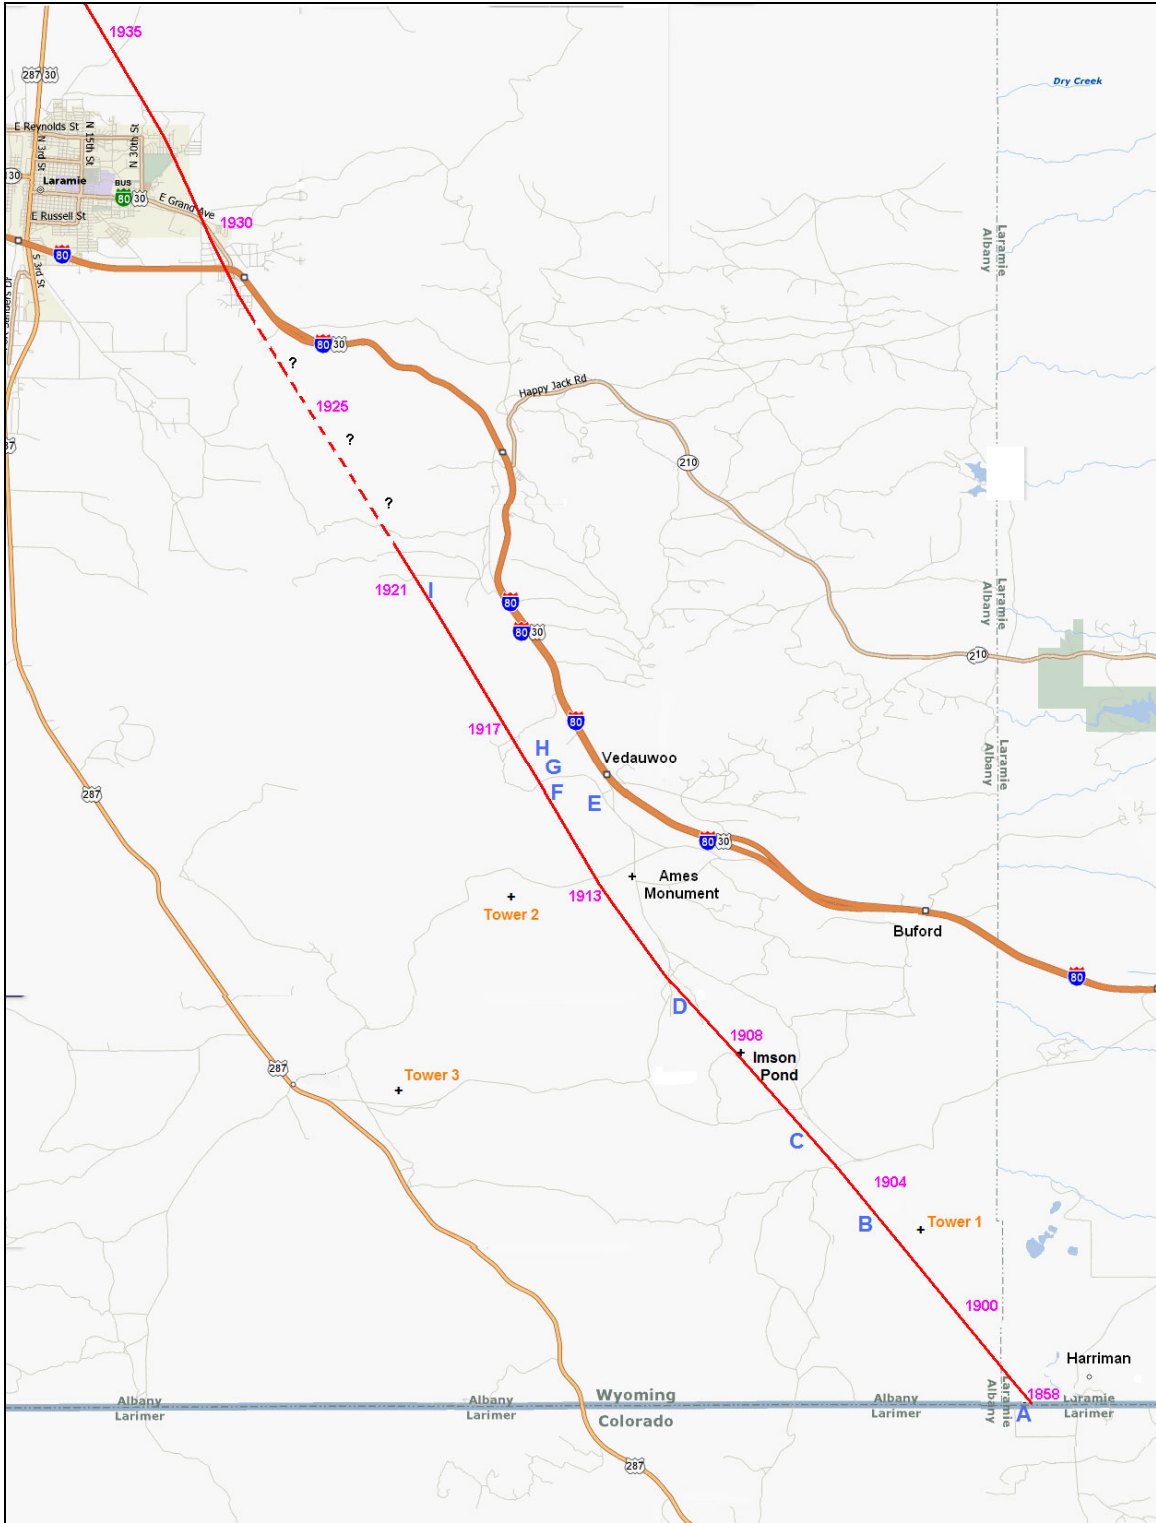 1935
287 30
Dry Creek
E Reynolds St
N 3rd St
N 15th St
N 30th St
130
Laramie
BUS
80 30
E Grand Ave
E Russell St
1930
Laramie
Albany
80
S 3rd St
80 30
?
Happy Jack Rd
1925
?
210
?
1921
I
80
80 30
Laramie
Albany
210
1917
H
80
G
Vedauwoo
F
E
Laramie
Albany
287
80 30
Ames
Monument
1913
Tower 2
Buford
80
D
1908
Imson
Pond
287
Tower 3
C
1904
B
Tower 1
1900
Harriman
1858
Laramie
Albany
A
Albany
Larimer
Albany
Larimer
Wyoming
Colorado
Albany
Larimer
Laramie
Larimer
287